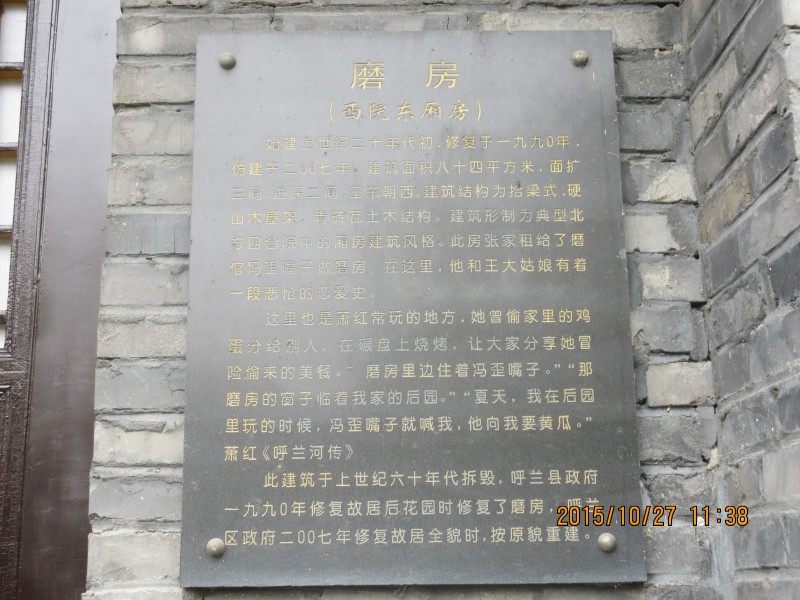 磨 房
(西院东厢房)
始建上世纪二十年代初，修复于一九九0年，
仿建于二00七年。建筑面积八十四平方米，面扩
三间，进深二间，坐东朝西。建筑结构为抬梁式，硬
山木屋架，青砖瓦土木结构。建筑形制为典型北
方四合院中的厢房建筑风格。此房张家租给了磨
倌冯歪嘴子做磨房，在这里，他和王大姑娘有着
一段悲怆的恋爱史。
这里也是萧红常玩的地方，她曾偷家里的鸡
蛋分给别人，在碾盘上烧烤，让大家分享她冒
险偷来的美餐。“磨房里边住着冯歪嘴子。”“那
磨房的窗子临着我家的后园。”“夏天，我在后园
里玩的时候，冯歪嘴子就喊我，他向我要黄瓜。”
萧红《呼兰河传》
此建筑于上世纪六十年代拆毁，呼兰县政府
一九九0年修复故居后花园时修复了磨房，呼兰
区政府二00七年修复故居全貌时，按原貌重建。
2015/10/27 11:38